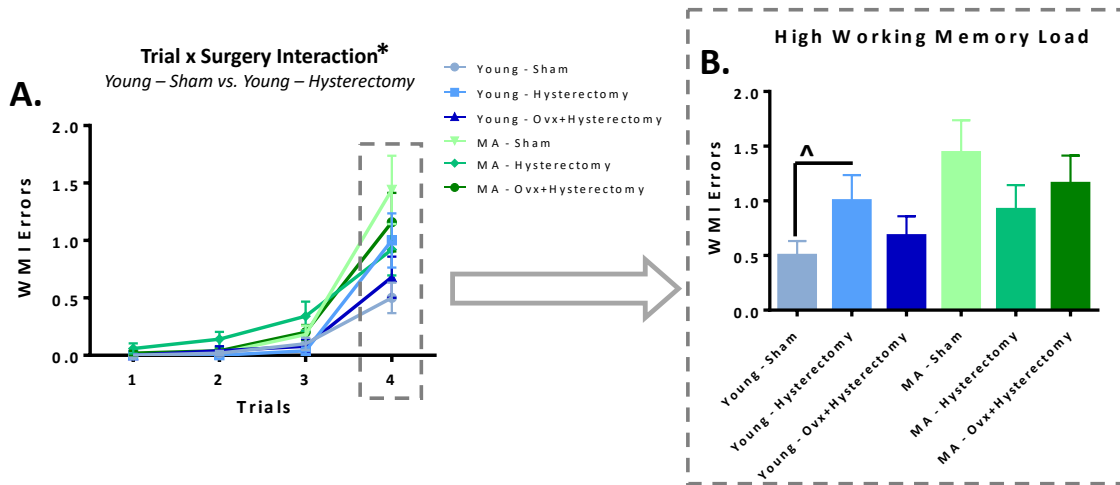 Trial x Surgery Interaction*
Young – Sham vs. Young – Hysterectomy
A.
WMI Errors
2.0
1.5
1.0
0.5
0.0
1 2 3 4
Trials
Young - Sham
Young - Hysterectomy
Young - Ovx+Hysterectomy
MA - Sham
MA - Hysterectomy
MA - Ovx+Hysterectomy
High Working Memory Load
B.
WMI Errors
2.0
1.5
1.0
0.5
0.0
^
Young -Sham
Young - Hysterectomy
Young - Ovx+Hysterectomy
MA - Sham
MA - Hysterectomy
MA - Ovx+Hysterectomy